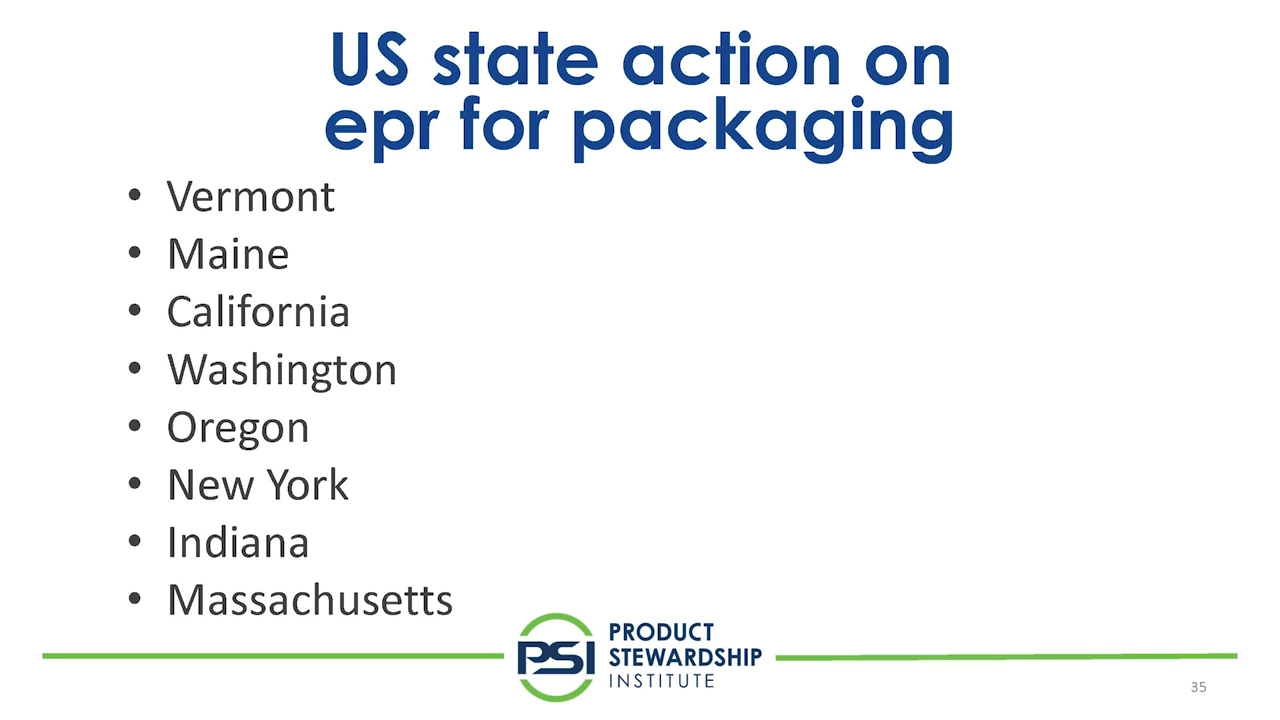 US state action on
epr for packaging
• Vermont
• Maine
• California
• Washington
• Oregon
• New York
• Indiana
• Massachusetts
PSI
PRODUCT
STEWARDSHIP
INSTITUTE
35